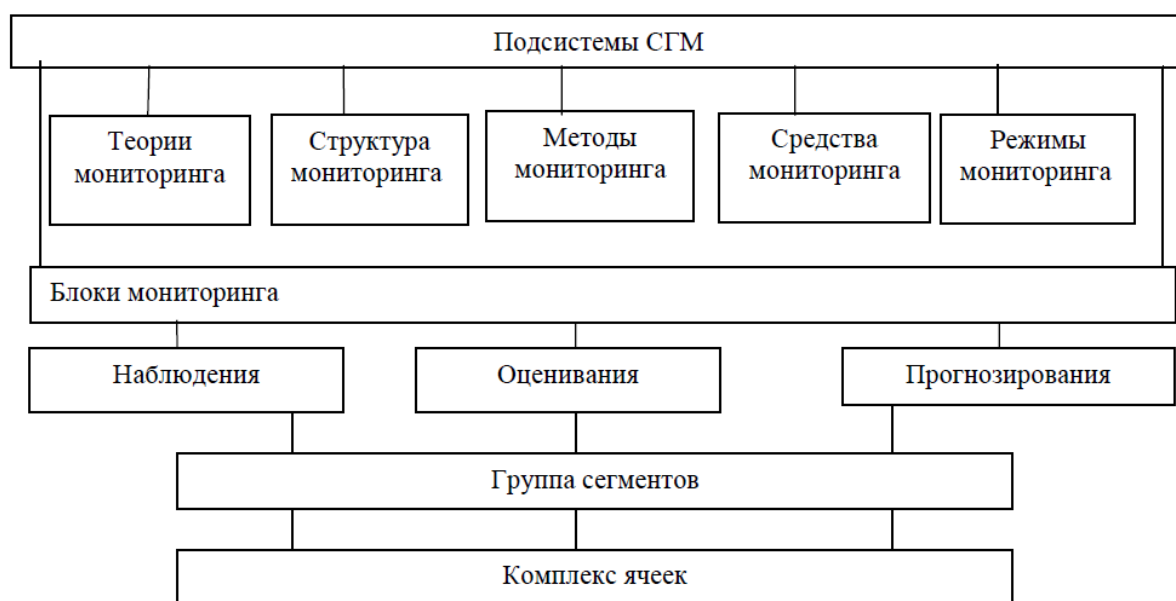 Подсистемы СГМ
Теории
мониторинга
Структура
мониторинга
Методы
мониторинга
Средства
мониторинга
Режимы
мониторинга
Блоки мониторинга
Наблюдения
Оценивания
Прогнозирования
Группа сегментов
Комплекс ячеек